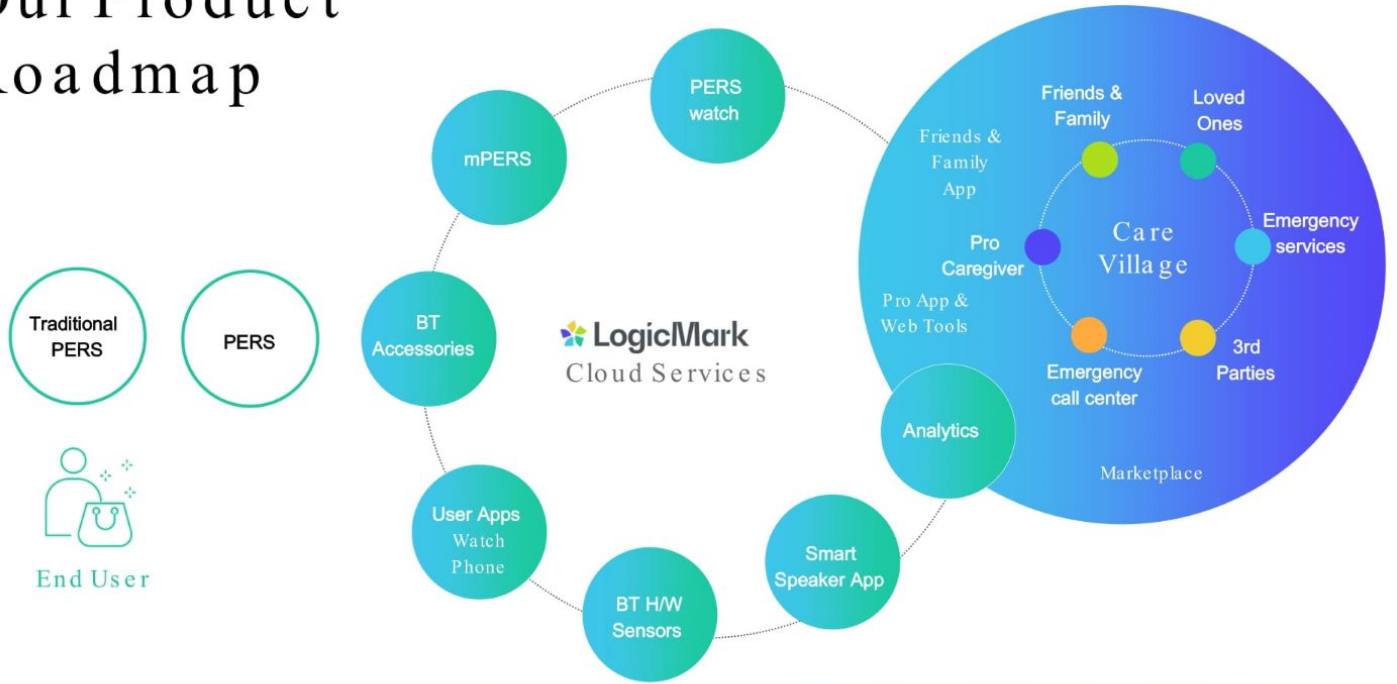 Our Product
Roadmap
PERS
watch
mPERS
Friends &
Family
Loved
Ones
Friends &
Family
App
Care
Village
Emergency
services
Pro
Caregiver
Pro App &
Web Tools
3rd
Parties
Emergency
call center
Traditional
PERS
PERS
BT
Accessories
LogicMark
Cloud Services
Analytics
Marketplace
User Apps
Watch
Phone
Smart
Speaker App
BT H/W
Sensors
End User